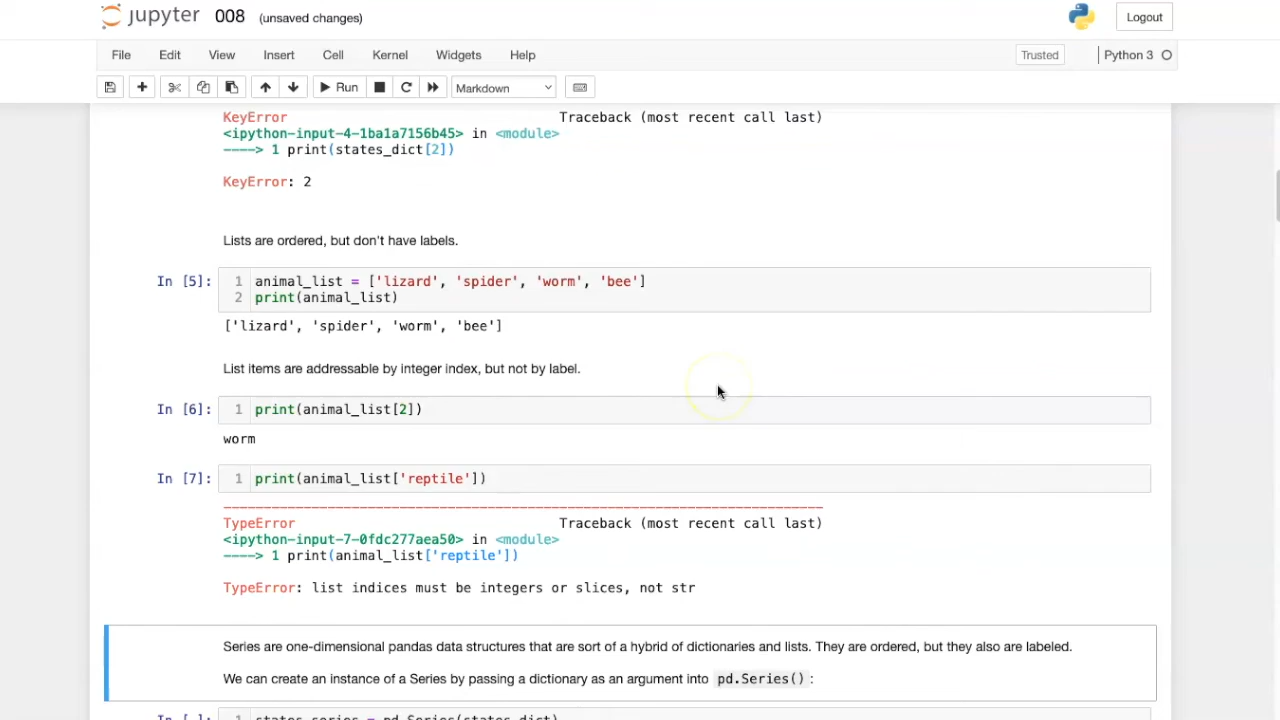 jupyter 008 (unsaved changes) Logout
File Edit View Insert Cell Kernel Widgets Help Trusted Python 3
Run Markdown
KeyError Traceback (most recent call last)
<ipython-input-4-1ba1a7156b45> in <module>
----> 1 print(states_dict[2])
KeyError: 2
Lists are ordered, but don't have labels.
In [5]: 1 animal_list = ['lizard', 'spider', 'worm', 'bee']
2 print(animal_list)
['lizard', 'spider', 'worm', 'bee']
List items are addressable by integer index, but not by label.
In [6]: 1 print(animal_list[2])
worm
In [7]: 1 print(animal_list['reptile'])
TypeError Traceback (most recent call last)
<ipython-input-7-0fdc277aea50> in <module>
----> 1 print(animal_list['reptile'])
TypeError: list indices must be integers or slices, not str
Series are one-dimensional pandas data structures that are sort of a hybrid of dictionaries and lists. They are ordered, but they also are labeled.
We can create an instance of a Series by passing a dictionary as an argument into pd.Series() :
In [ ]: 1 states_series = pd.Series(states_dict)